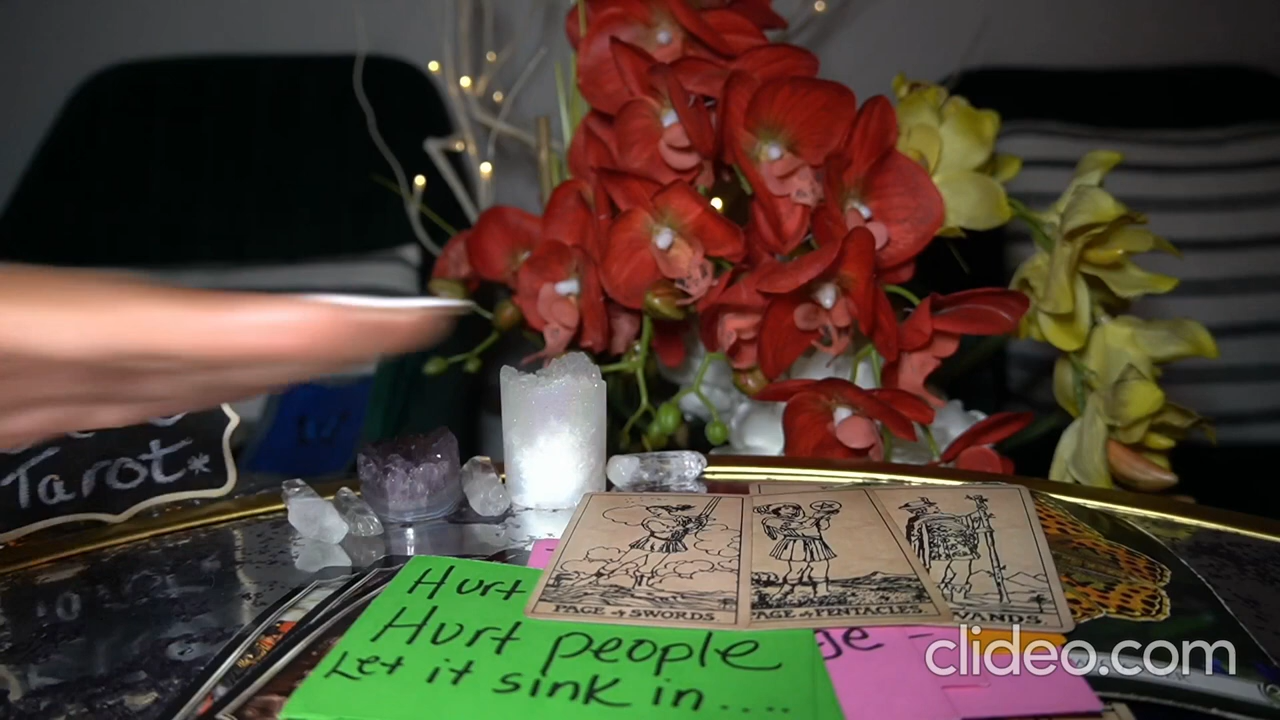 Tarot*
PAGE of SWORDS
AGE of PENTACLES
WANDS.
Hurt
Hurt people
Let it sink in....
clideo.com